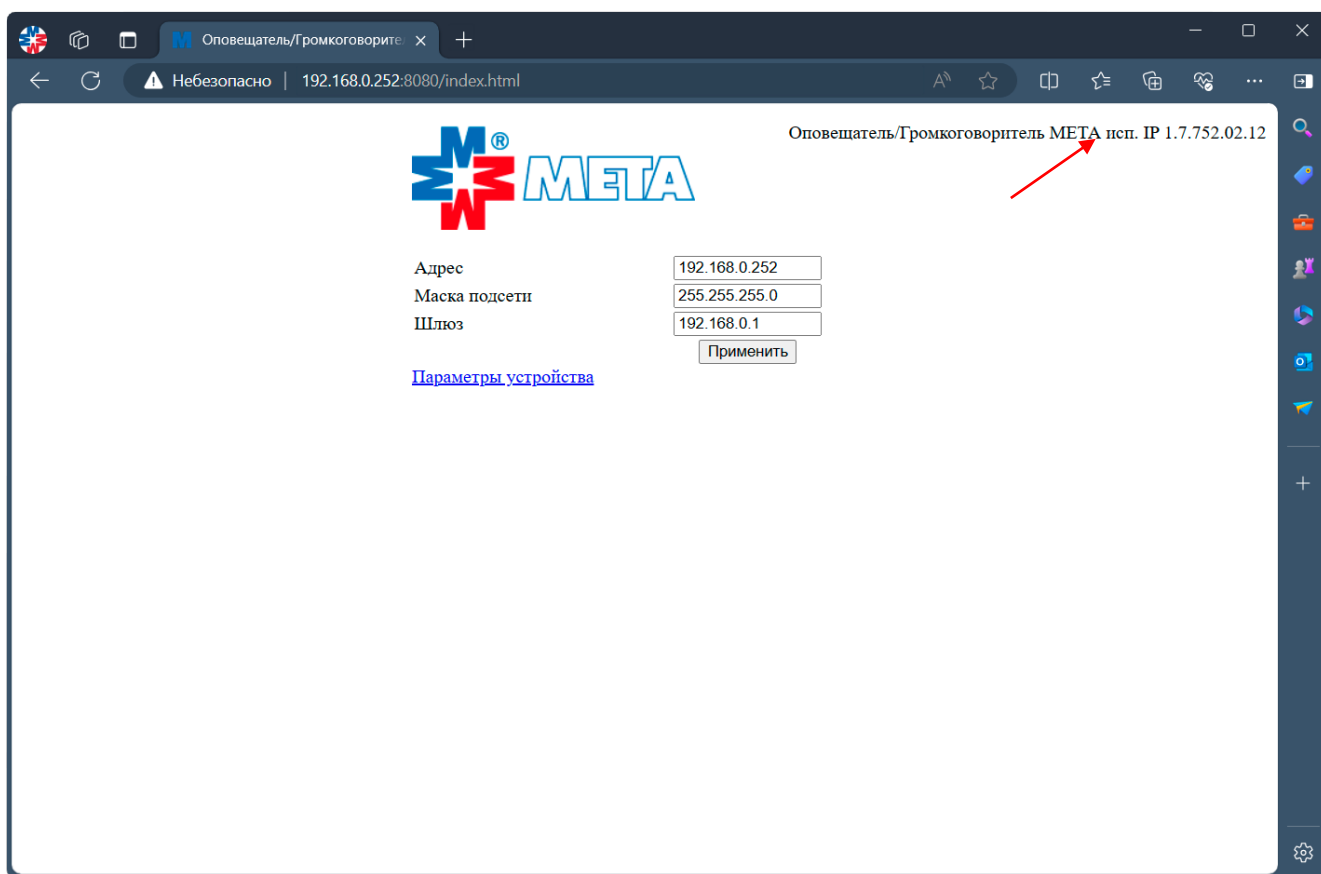 Оповещатель/Громкоговорите
Небезопасно | 192.168.0.252:8080/index.html
МЕТА ®
Оповещатель/Громкоговоритель МЕТА исп. IP 1.7.752.02.12
Адрес 192.168.0.252
Маска подсети 255.255.255.0
Шлюз 192.168.0.1
Применить
Параметры устройства